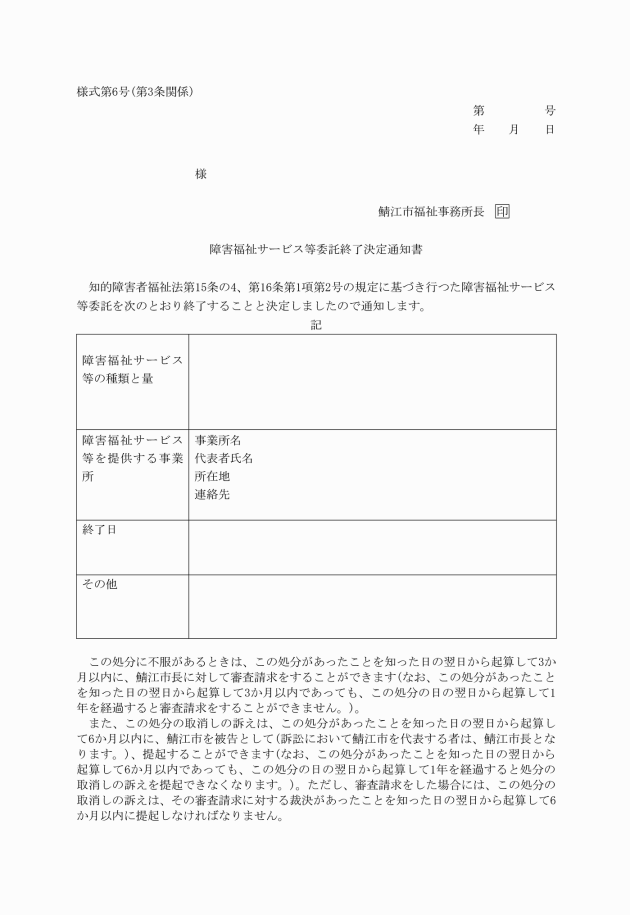 様式第6号(第3条関係)
第　　　　　号
年　　月　　日
様
鯖江市福祉事務所長　印
障害福祉サービス等委託終了決定通知書
知的障害者福祉法第15条の4、第16条第1項第2号の規定に基づき行つた障害福祉サービス
等委託を次のとおり終了することと決定しましたので通知します。
記
障害福祉サービス
等の種類と量
障害福祉サービス
等を提供する事業
所
事業所名
代表者氏名
所在地
連絡先
終了日
その他
この処分に不服があるときは、この処分があったことを知った日の翌日から起算して3か
月以内に、鯖江市長に対して審査請求をすることができます(なお、この処分があったこと
を知った日の翌日から起算して3か月以内であっても、この処分の日の翌日から起算して1
年を経過すると審査請求をすることができません。)。
また、この処分の取消しの訴えは、この処分があったことを知った日の翌日から起算し
て6か月以内に、鯖江市を被告として(訴訟において鯖江市を代表する者は、鯖江市長とな
ります。)、提起することができます(なお、この処分があったことを知った日の翌日から
起算して6か月以内であっても、この処分の日の翌日から起算して1年を経過すると処分の
取消しの訴えを提起できなくなります。)。ただし、審査請求をした場合には、この処分の
取消しの訴えは、その審査請求に対する裁決があったことを知った日の翌日から起算して6
か月以内に提起しなければなりません。